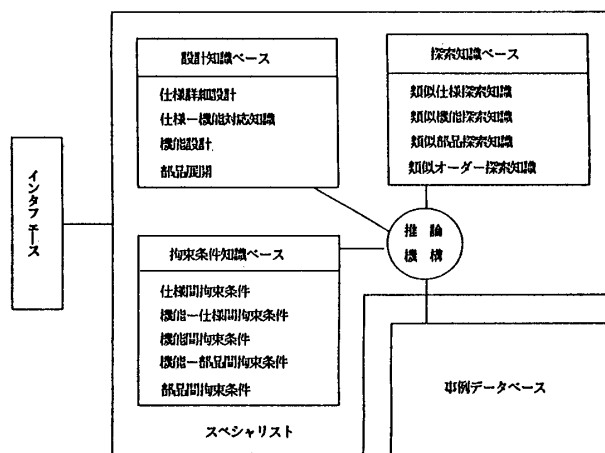 設計知識ベース
仕様詳細設計
仕様ー機能対応知識
機能設計
部品展開
探索知識ベース
類似仕様探索知識
類似機能探索知識
類似部品探索知識
類似オーダー探索知識
インタフェース
推論
機構
拘束条件知識ベース
仕様間拘束条件
機能ー仕様間拘束条件
機能間拘束条件
機能ー部品間拘束条件
部品間拘束条件
事例データベース
スペシャリスト